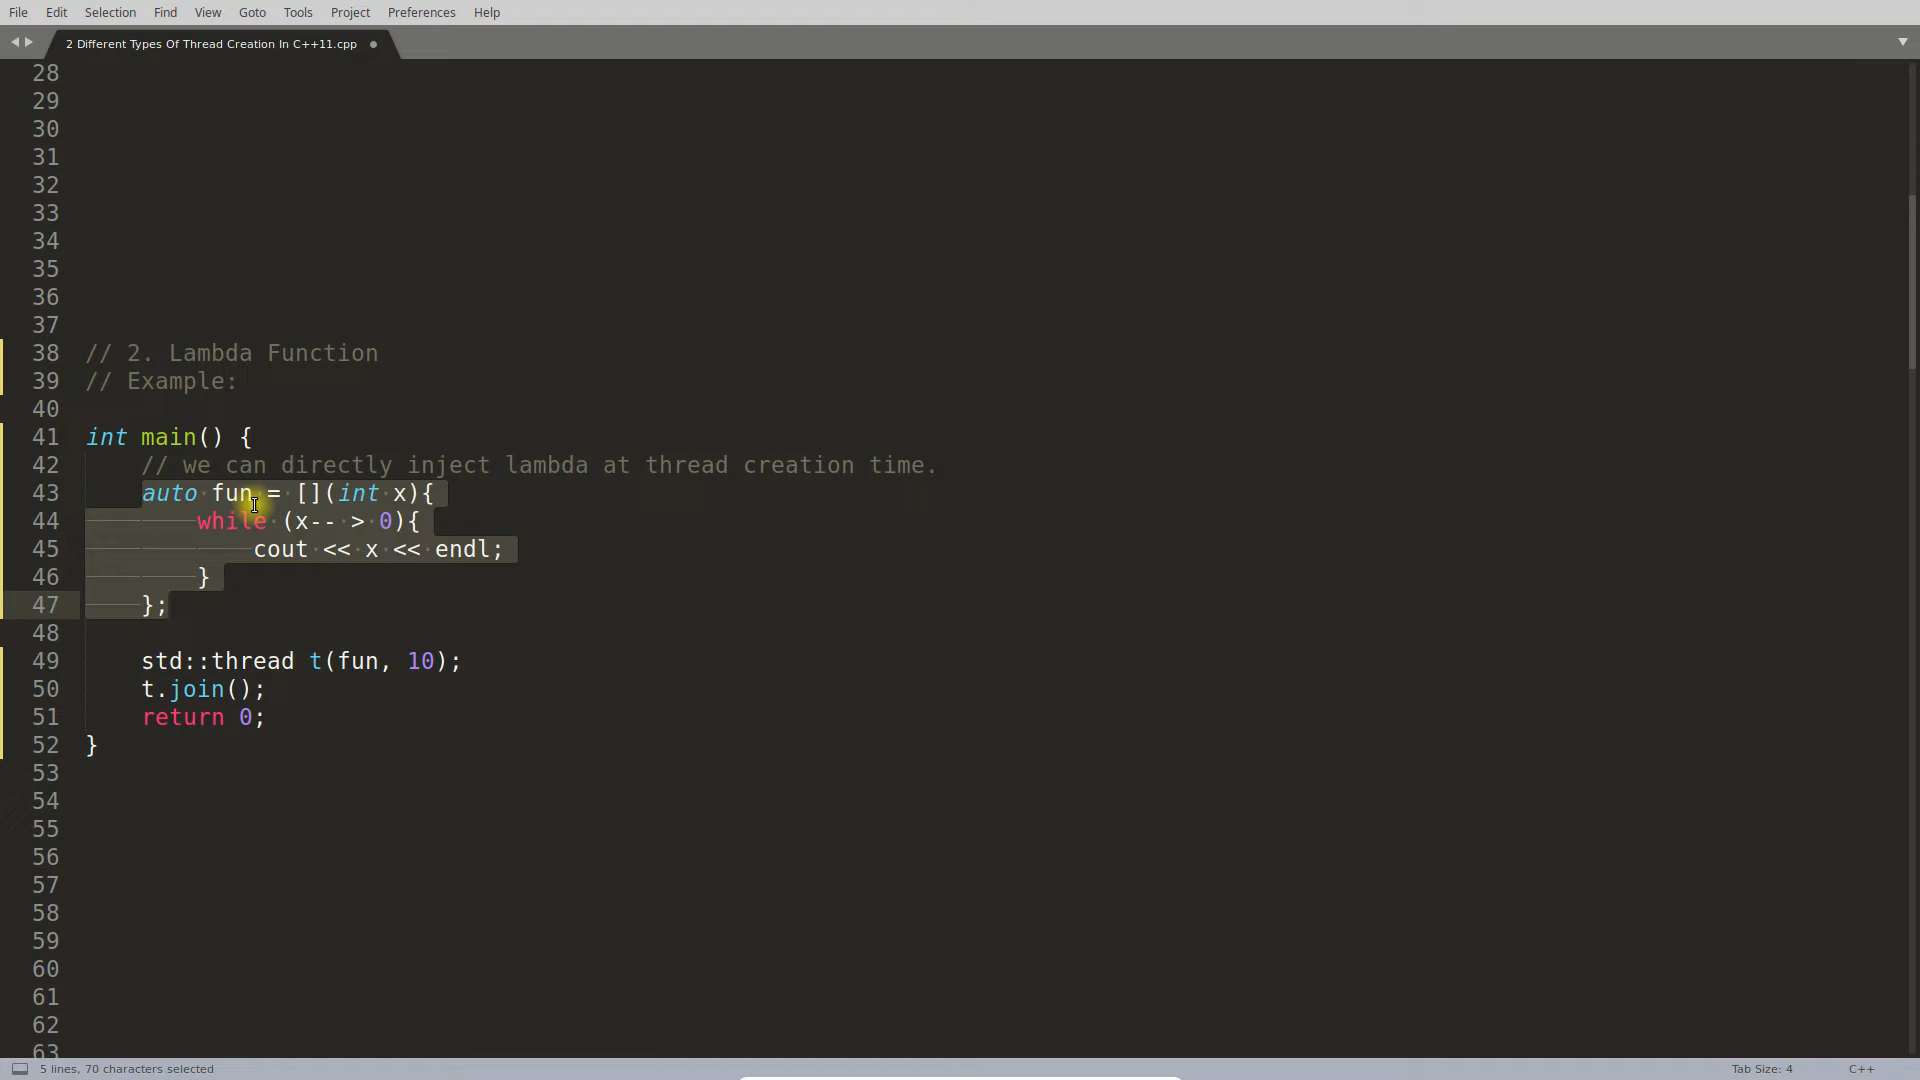 File Edit Selection Find View Goto Tools Project Preferences Help
2 Different Types Of Thread Creation In C++11.cpp
28
29
30
31
32
33
34
35
36
37
38 // 2. Lambda Function
39 // Example:
40
41 int main() {
42 // we can directly inject lambda at thread creation time.
43 auto fun = [](int x){
44 while (x-- > 0){
45 cout << x << endl;
46 }
47 };
48
49 std::thread t(fun, 10);
50 t.join();
51 return 0;
52 }
53
54
55
56
57
58
59
60
61
62
63
5 lines, 70 characters selected Tab Size: 4 C++